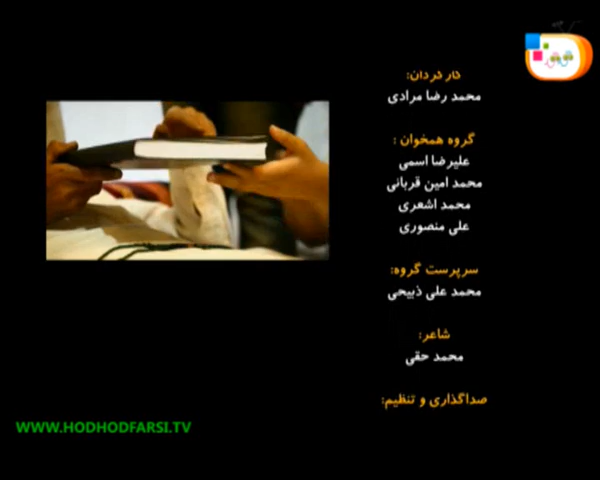 کارگردان:
محمد رضا مرادی
گروه همخوان :
علیرضا اسمی
محمد امین قربانی
محمد اشعری
علی منصوری
سرپرست گروه:
محمد علی ذبیحی
شاعر:
محمد حقی
صداگذاری و تنظیم:
WWW.HODHODFARSI.TV